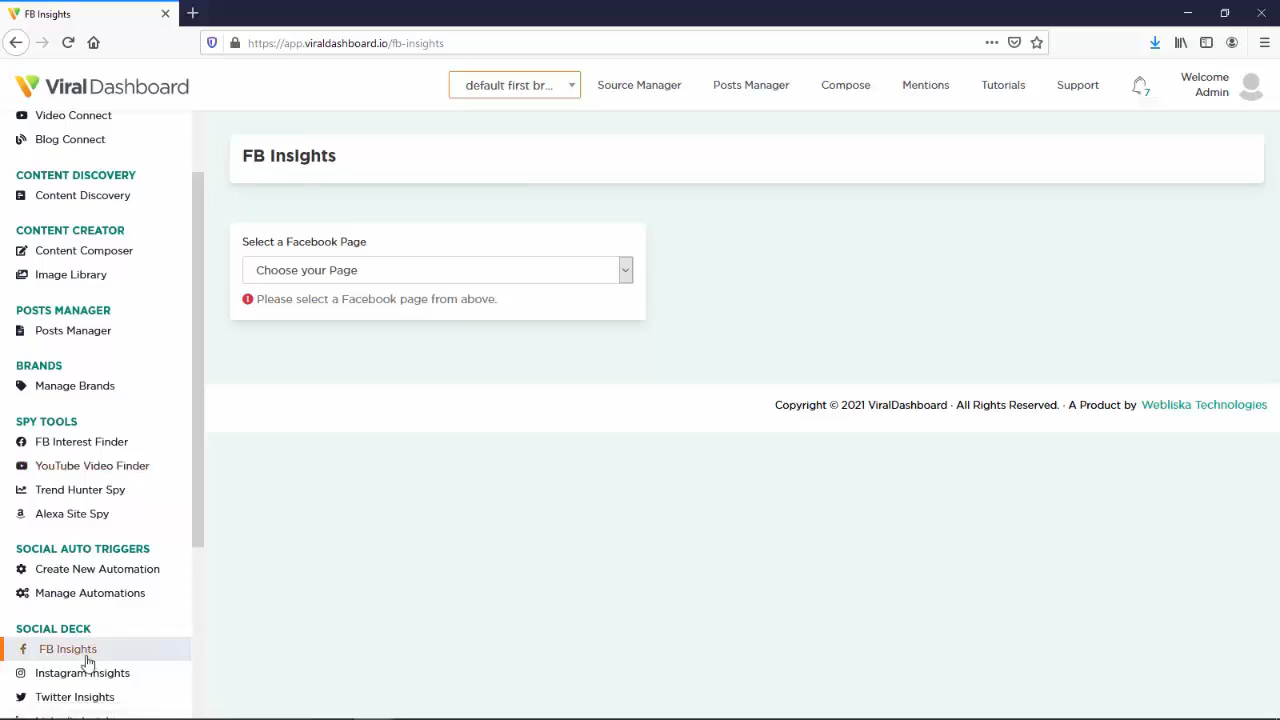 FB Insights
https://app.viraldashboard.io/fb-insights
ViralDashboard
default first br...
Source Manager
Posts Manager
Compose
Mentions
Tutorials
Support
7
Welcome
Admin
Video Connect
Blog Connect
CONTENT DISCOVERY
Content Discovery
CONTENT CREATOR
Content Composer
Image Library
POSTS MANAGER
Posts Manager
BRANDS
Manage Brands
SPY TOOLS
FB Interest Finder
YouTube Video Finder
Trend Hunter Spy
Alexa Site Spy
SOCIAL AUTO TRIGGERS
Create New Automation
Manage Automations
SOCIAL DECK
FB Insights
Instagram Insights
Twitter Insights
FB Insights
Select a Facebook Page
Choose your Page
Please select a Facebook page from above.
Copyright © 2021 ViralDashboard · All Rights Reserved. · A Product by Webliska Technologies